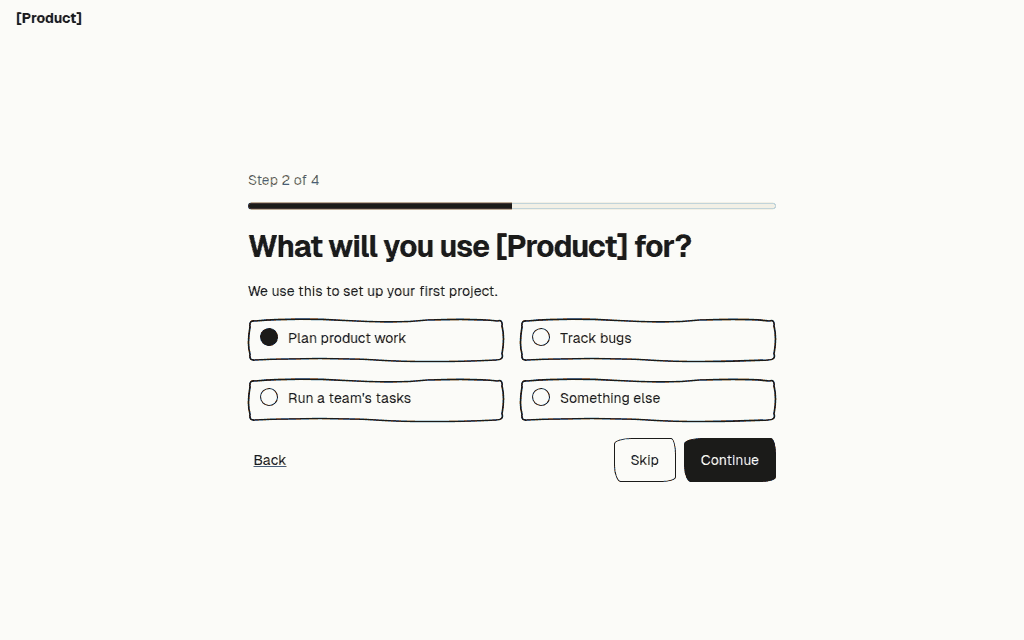 [Product]
Step 2 of 4
What will you use [Product] for?
We use this to set up your first project.
Plan product work
Track bugs
Run a team's tasks
Something else
Back
Skip
Continue